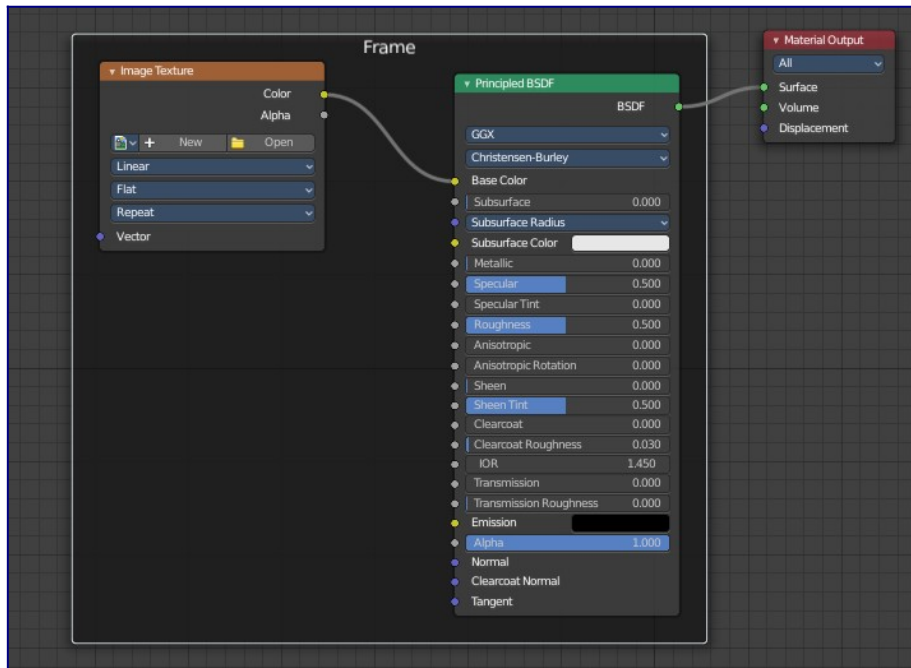 Frame
Image Texture
Color
Alpha
New Open
Linear
Flat
Repeat
Vector
Principled BSDF
BSDF
GGX
Christensen-Burley
Base Color
Subsurface 0.000
Subsurface Radius
Subsurface Color
Metallic 0.000
Specular 0.500
Specular Tint 0.000
Roughness 0.500
Anisotropic 0.000
Anisotropic Rotation 0.000
Sheen 0.000
Sheen Tint 0.500
Clearcoat 0.000
Clearcoat Roughness 0.030
IOR 1.450
Transmission 0.000
Transmission Roughness 0.000
Emission
Alpha 1.000
Normal
Clearcoat Normal
Tangent
Material Output
All
Surface
Volume
Displacement